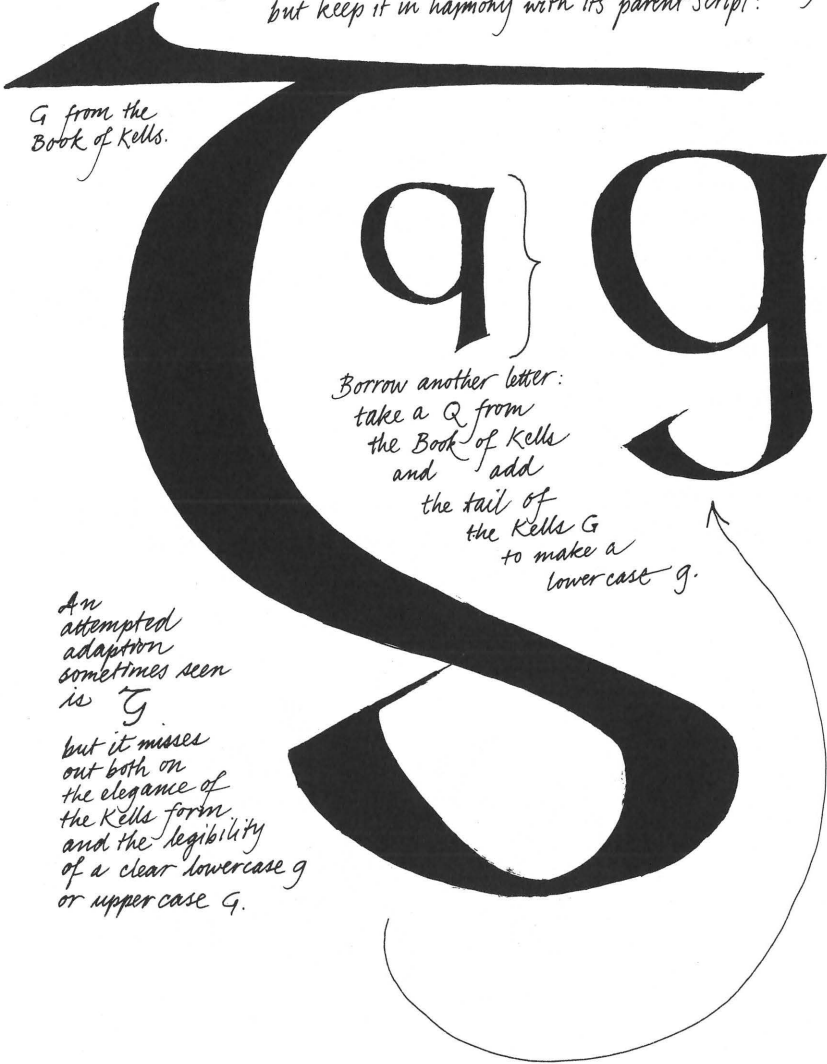 but keep it in harmony with its parent script.
G from the
Book of Kells.
q
g
Borrow another letter:
take a Q from
the Book of Kells
and add
the tail of
the Kells G
to make a
lowercase g.
An
attempted
adaption
sometimes seen
is G
but it misses
out both on
the elegance of
the Kells form
and the legibility
of a clear lowercase g
or upper case G.